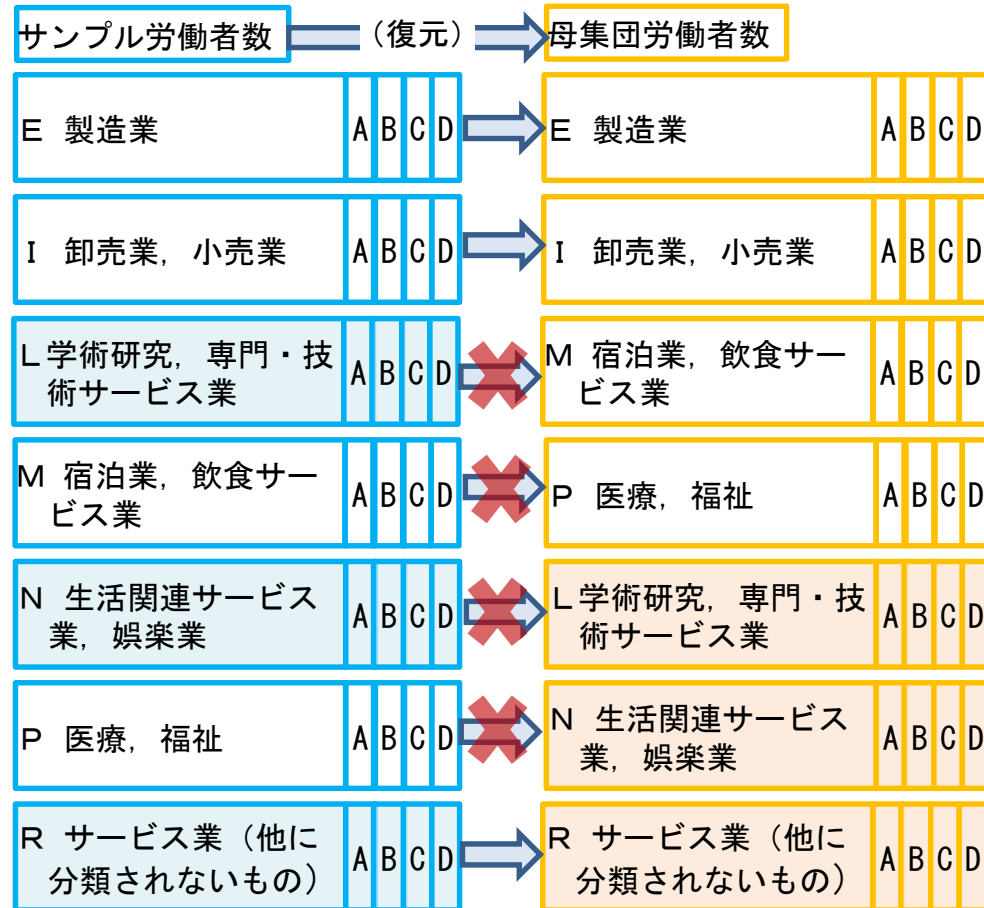 サンプル労働者数 （復元） 母集団労働者数
E 製造業 A B C D E 製造業 A B C D
I 卸売業，小売業 A B C D I 卸売業，小売業 A B C D
L学術研究，専門・技 A B C D M 宿泊業，飲食サー A B C D
術サービス業 ビス業
M 宿泊業，飲食サー A B C D P 医療，福祉 A B C D
ビス業
N 生活関連サービス A B C D L学術研究，専門・技 A B C D
業，娯楽業 術サービス業
P 医療，福祉 A B C D N 生活関連サービス A B C D
業，娯楽業
R サービス業（他に A B C D R サービス業（他に A B C D
分類されないもの） 分類されないもの）